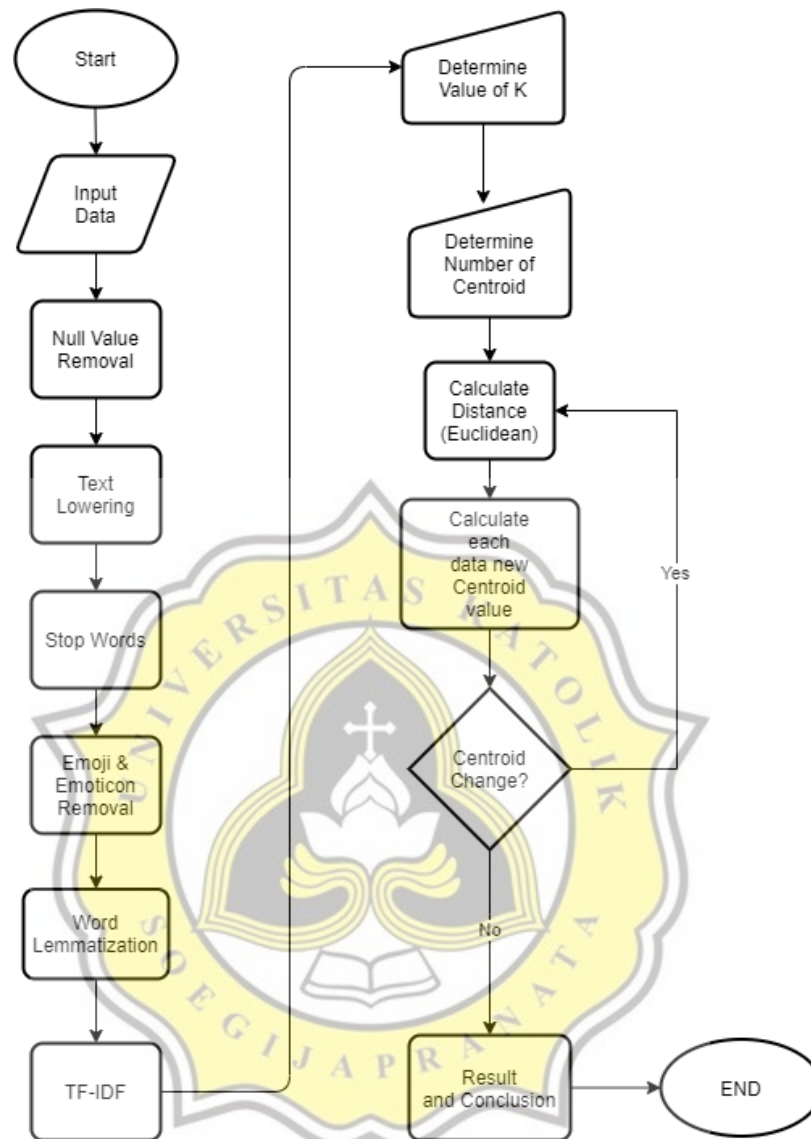 Start
Input
Data
Null Value
Removal
Text
Lowering
Stop Words
Emoji &
Emoticon
Removal
Word
Lemmatization
TF-IDF
Determine
Value of K
Determine
Number of
Centroid
Calculate
Distance
(Euclidean)
Calculate
each
data new
Centroid
value
Centroid
Change?
Yes
No
Result
and Conclusion
END
UNIVERSITAS KATOLIK
SOEGIJAPRANATA